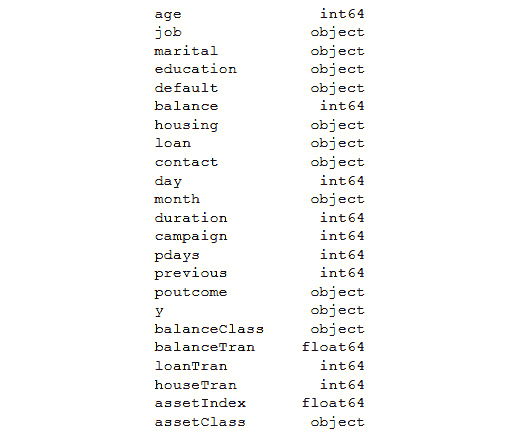 age int64
job object
marital object
education object
default object
balance int64
housing object
loan object
contact object
day int64
month object
duration int64
campaign int64
pdays int64
previous int64
poutcome object
y object
balanceClass object
balanceTran float64
loanTran int64
houseTran int64
assetIndex float64
assetClass object